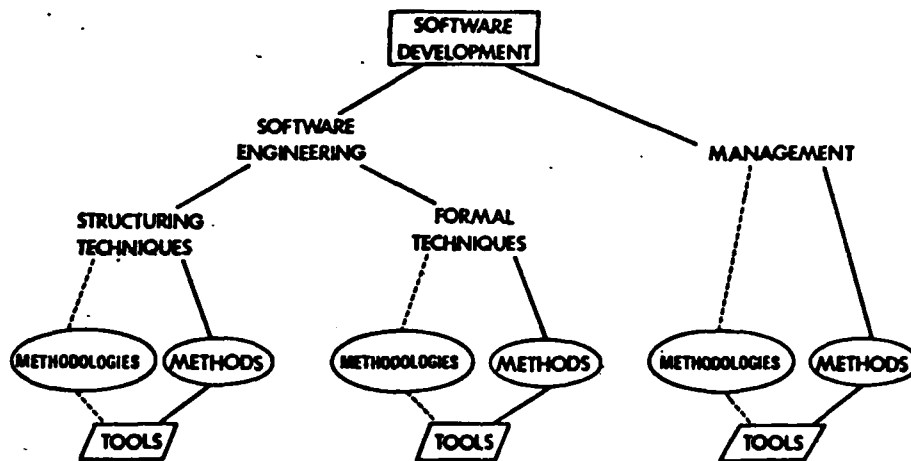 SOFTWARE
DEVELOPMENT
SOFTWARE
ENGINEERING
MANAGEMENT
STRUCTURING
TECHNIQUES
FORMAL
TECHNIQUES
METHODOLOGIES
METHODS
METHODOLOGIES
METHODS
METHODOLOGIES
METHODS
TOOLS
TOOLS
TOOLS